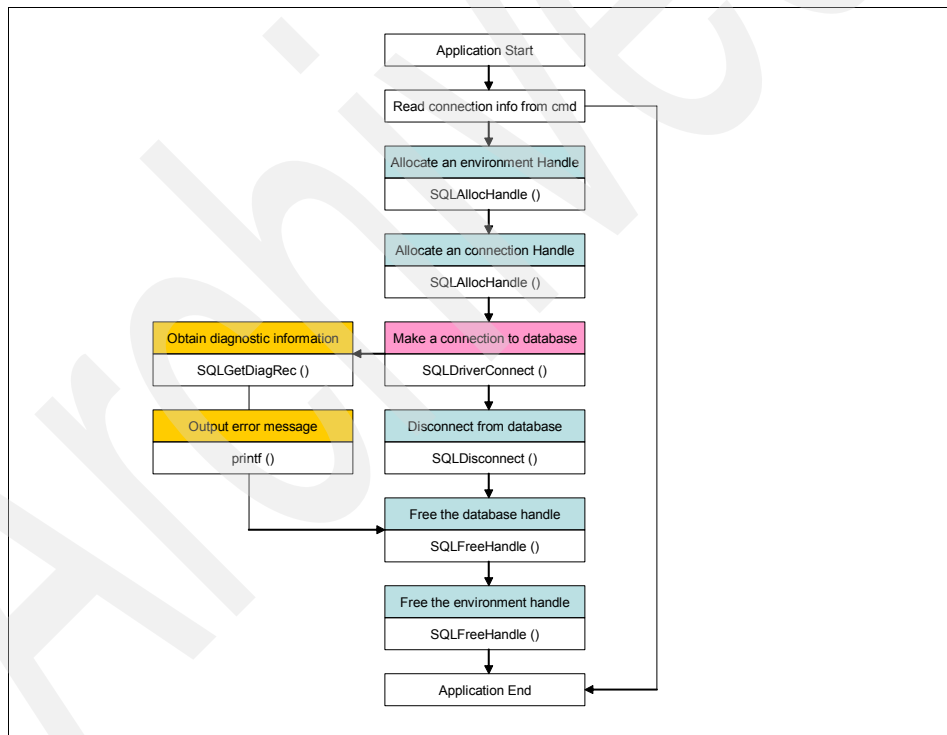 Application Start
Read connection info from cmd
Allocate an environment Handle
SQLAllocHandle ()
Allocate an connection Handle
SQLAllocHandle ()
Make a connection to database
SQLDriverConnect ()
Obtain diagnostic information
SQLGetDiagRec ()
Output error message
printf ()
Disconnect from database
SQLDisconnect ()
Free the database handle
SQLFreeHandle ()
Free the environment handle
SQLFreeHandle ()
Application End
Archive